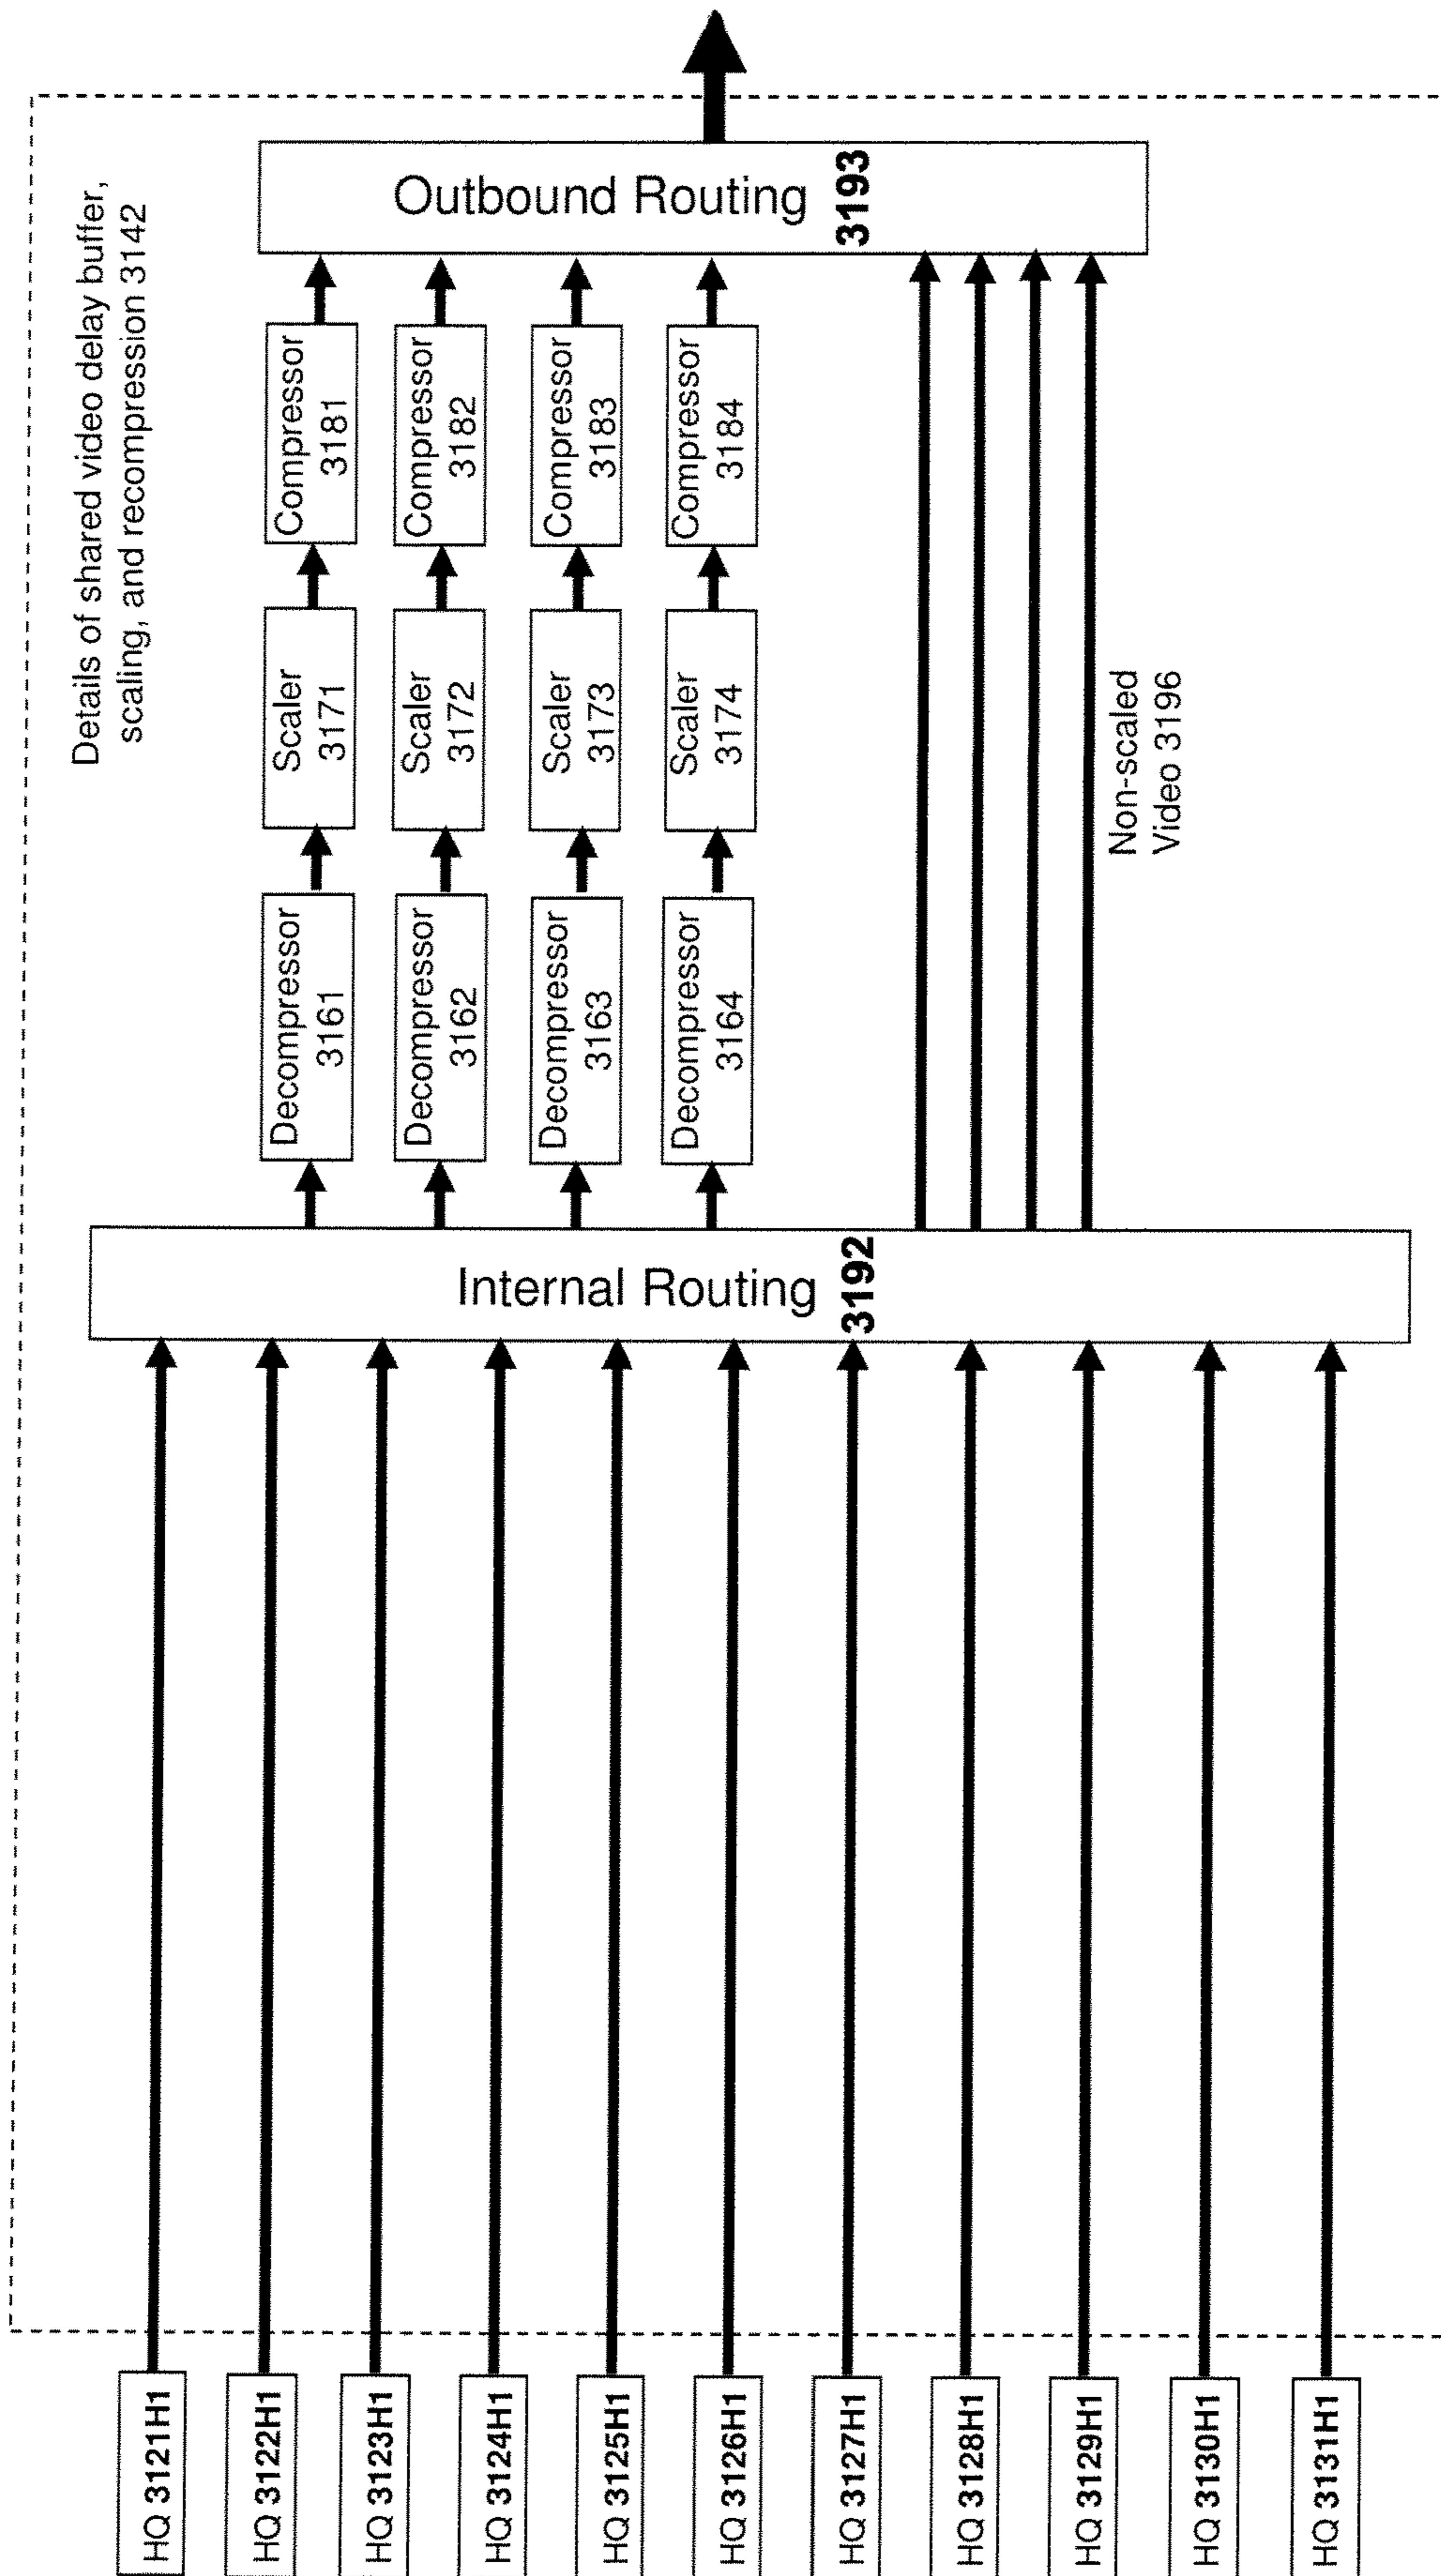 Details of shared video delay buffer,
scaling, and recompression 3142
HQ 3121H1
HQ 3122H1
HQ 3123H1
HQ 3124H1
HQ 3125H1
HQ 3126H1
HQ 3127H1
HQ 3128H1
HQ 3129H1
HQ 3130H1
HQ 3131H1
Internal Routing
3192
Decompressor
3161
Scaler
3171
Compressor
3181
Decompressor
3162
Scaler
3172
Compressor
3182
Decompressor
3163
Scaler
3173
Compressor
3183
Decompressor
3164
Scaler
3174
Compressor
3184
Non-scaled
Video 3196
Outbound Routing
3193